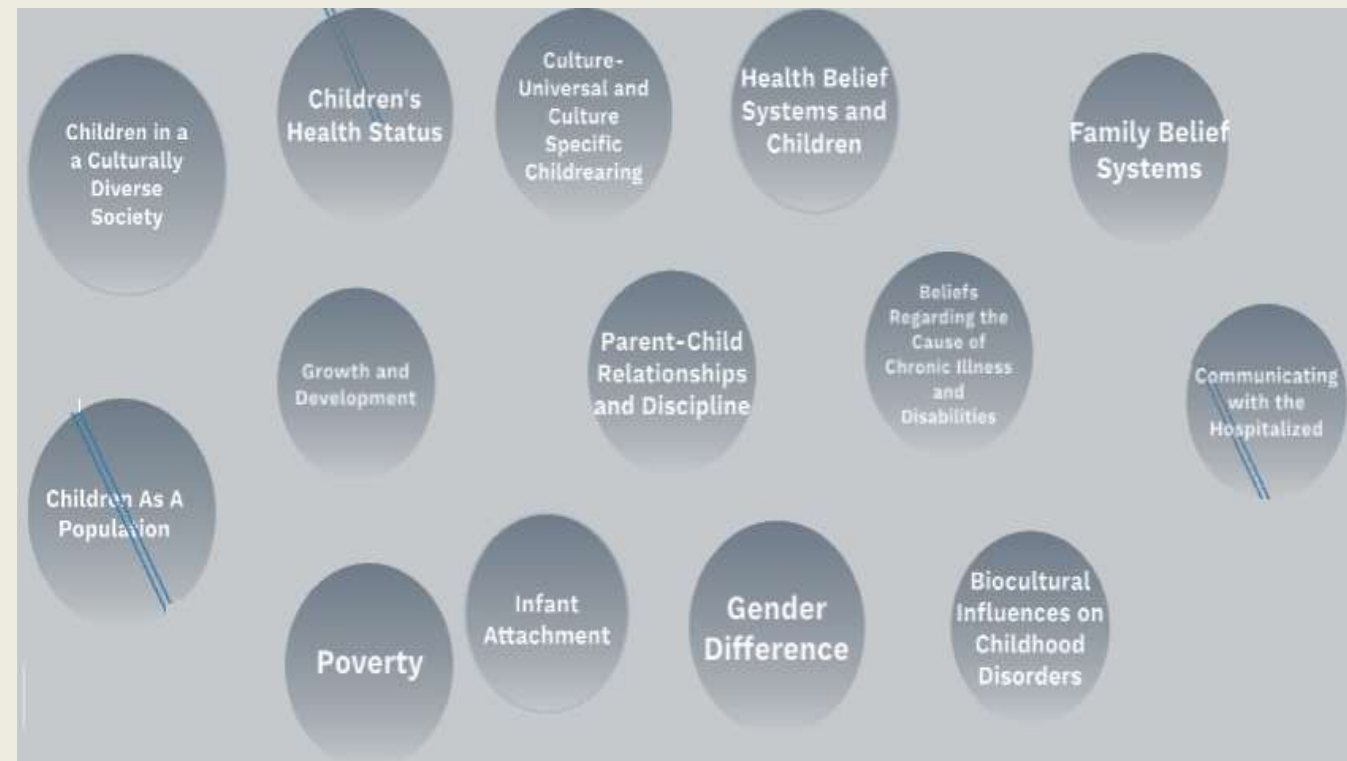 Children in a
a Culturally
Diverse
Society
Children's
Health Status
Culture-
Universal and
Culture
Specific
Childrearing
Health Belief
Systems and
Children
Family Belief
Systems
Growth and
Development
Parent-Child
Relationships
and Discipline
Beliefs
Regarding the
Cause of
Chronic Illness
and
Disabilities
Communicating
with the
Hospitalized
Children As A
Population
Poverty
Infant
Attachment
Gender
Difference
Biocultural
Influences on
Childhood
Disorders